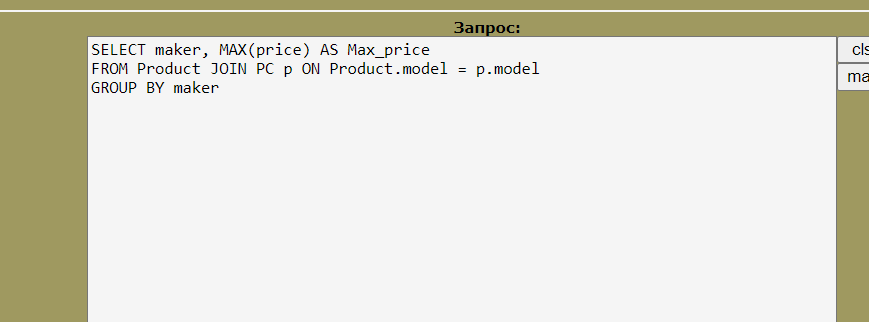 Запрос:
SELECT maker, MAX(price) AS Max_price
FROM Product JOIN PC p ON Product.model = p.model
GROUP BY maker
cls
ma